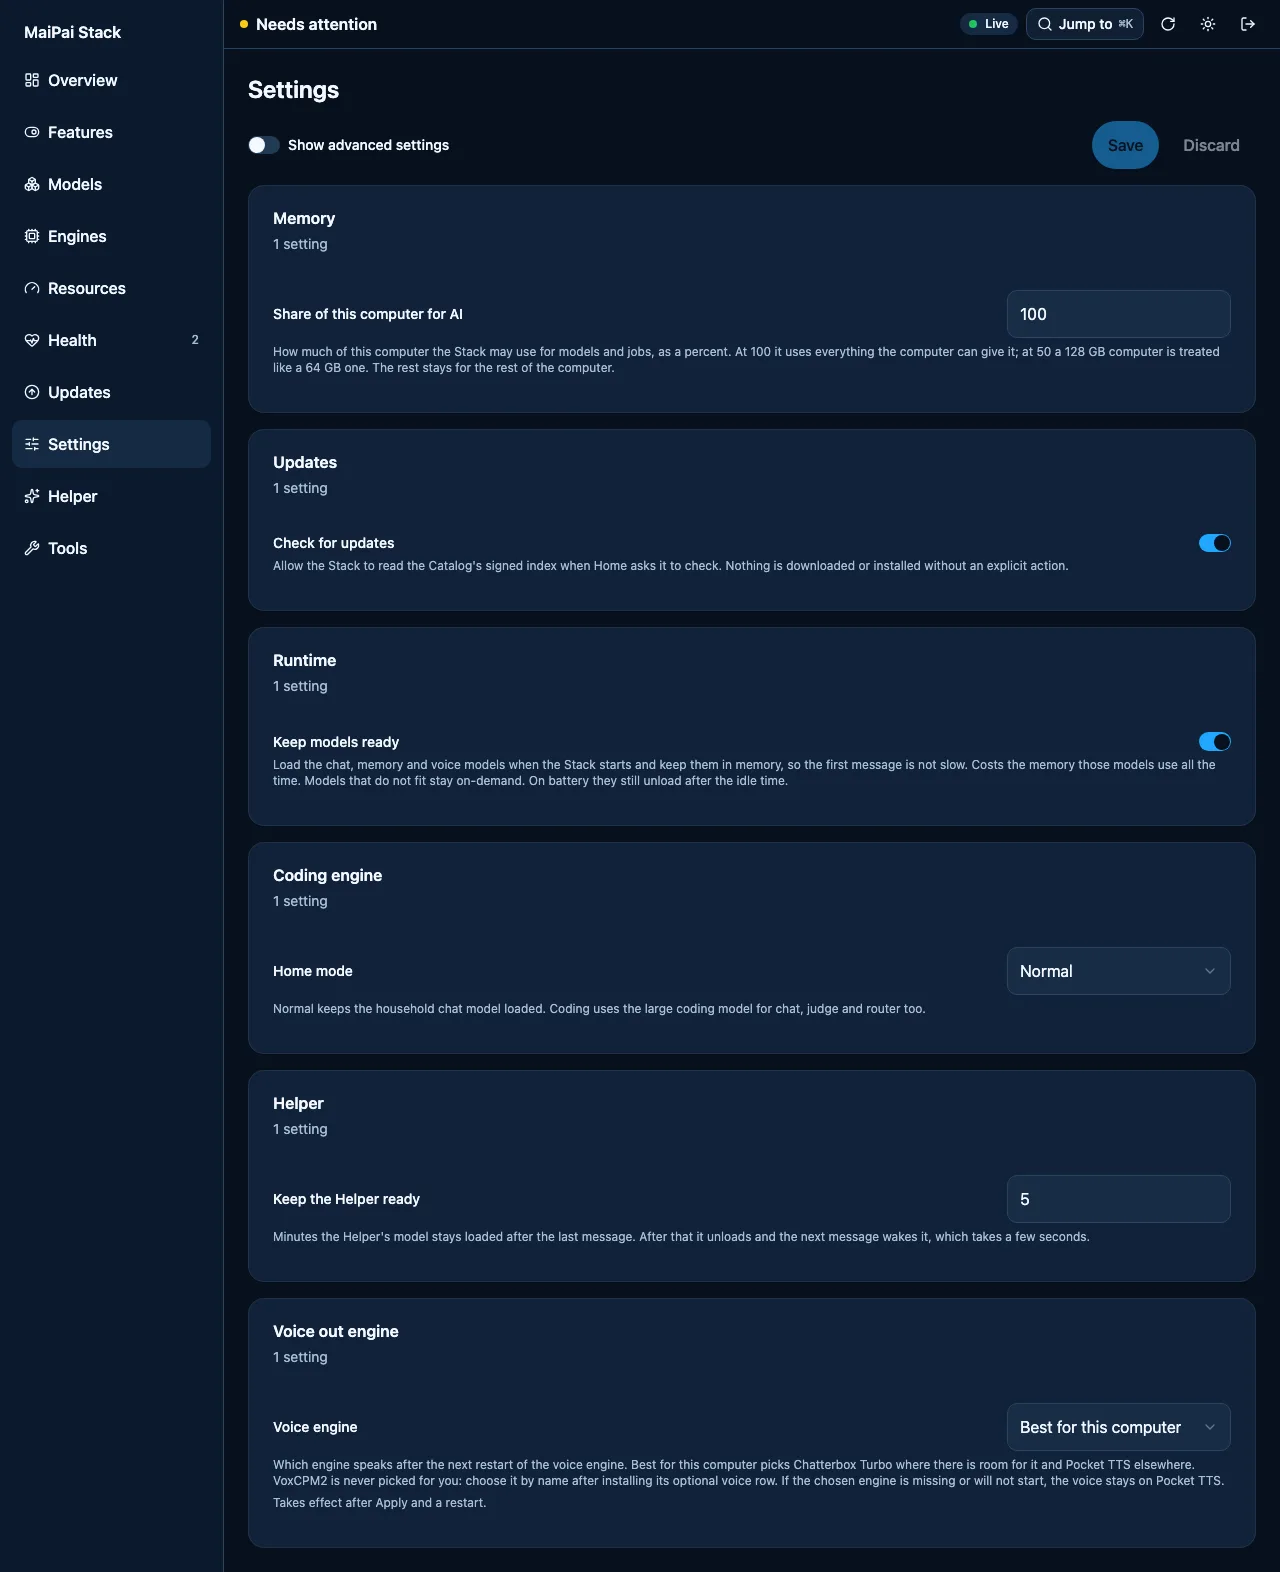 MaiPai Stack
Overview
Features
Models
Engines
Resources
Health 2
Updates
Settings
Helper
Tools
Needs attention
Live
Jump to ⌘K
Settings
Show advanced settings
Save
Discard
Memory
1 setting
Share of this computer for AI
100
How much of this computer the Stack may use for models and jobs, as a percent. At 100 it uses everything the computer can give it; at 50 a 128 GB computer is treated
like a 64 GB one. The rest stays for the rest of the computer.
Updates
1 setting
Check for updates
Allow the Stack to read the Catalog's signed index when Home asks it to check. Nothing is downloaded or installed without an explicit action.
Runtime
1 setting
Keep models ready
Load the chat, memory and voice models when the Stack starts and keep them in memory, so the first message is not slow. Costs the memory those models use all the
time. Models that do not fit stay on-demand. On battery they still unload after the idle time.
Coding engine
1 setting
Home mode
Normal
Normal keeps the household chat model loaded. Coding uses the large coding model for chat, judge and router too.
Helper
1 setting
Keep the Helper ready
5
Minutes the Helper's model stays loaded after the last message. After that it unloads and the next message wakes it, which takes a few seconds.
Voice out engine
1 setting
Voice engine
Best for this computer
Which engine speaks after the next restart of the voice engine. Best for this computer picks Chatterbox Turbo where there is room for it and Pocket TTS elsewhere.
VoxCPM2 is never picked for you: choose it by name after installing its optional voice row. If the chosen engine is missing or will not start, the voice stays on Pocket TTS.
Takes effect after Apply and a restart.